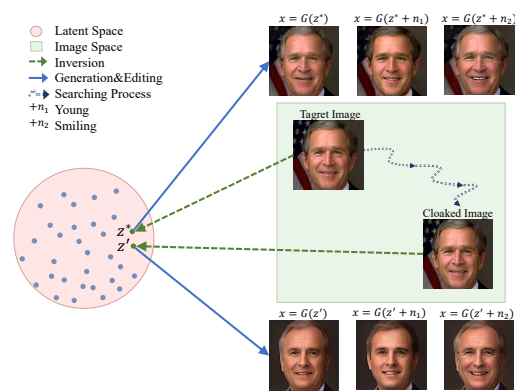 Latent Space
Image Space
Inversion
Generation&Editing
Searching Process
+n₁ Young
+n₂ Smiling
x = G(z*) x = G(z* + n₁) x = G(z* + n₂)
Tagret Image
Cloaked Image
z*
z′
x = G(z′) x = G(z′ + n₁) x = G(z′ + n₂)